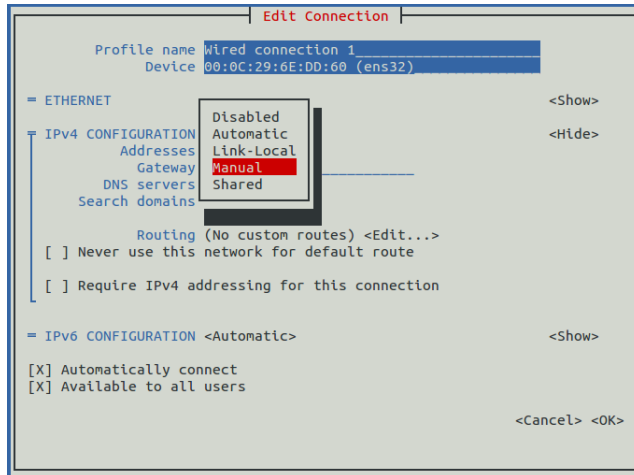 Edit Connection
Profile name Wired connection 1
Device 00:0C:29:6E:DD:60 (ens32)
= ETHERNET <Show>
Disabled
= IPv4 CONFIGURATION Automatic <Hide>
Addresses Link-Local
Gateway Manual
DNS servers Shared
Search domains
Routing (No custom routes) <Edit...>
[ ] Never use this network for default route
[ ] Require IPv4 addressing for this connection
= IPv6 CONFIGURATION <Automatic> <Show>
[X] Automatically connect
[X] Available to all users
<Cancel> <OK>